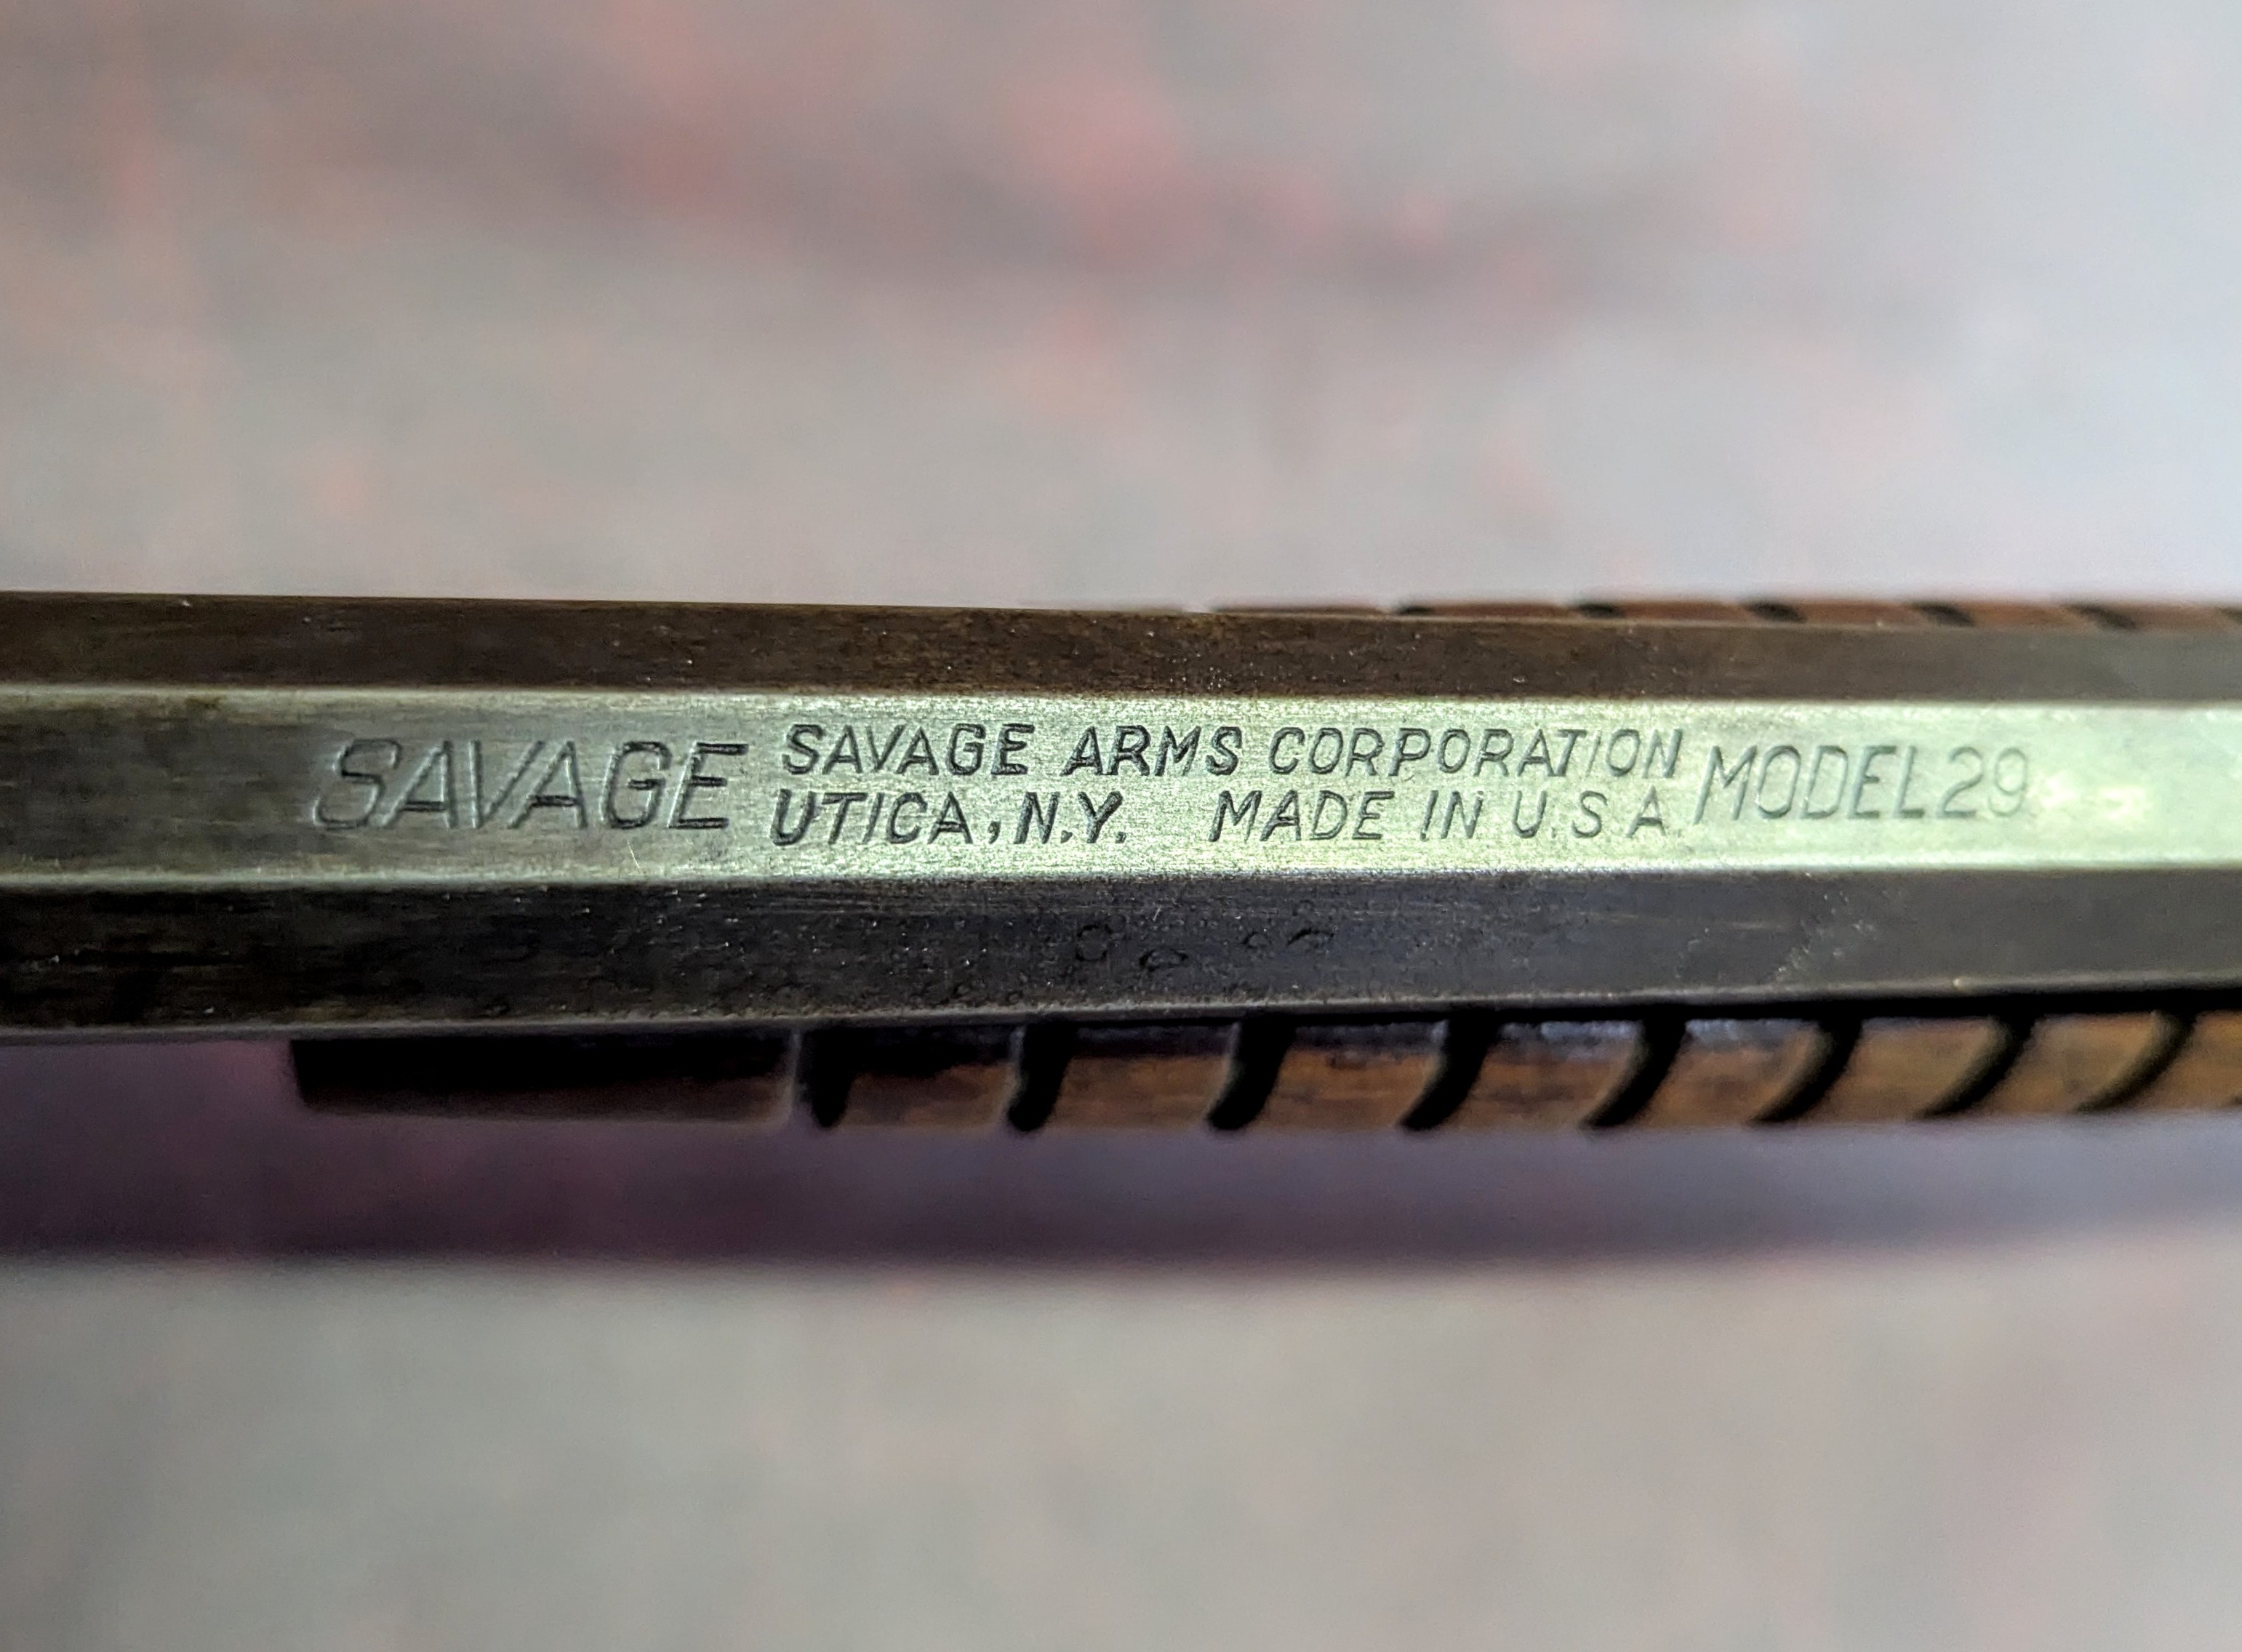 SAVAGE
SAVAGE ARMS CORPORATION
UTICA, N.Y. MADE IN U.S.A.
MODEL 29